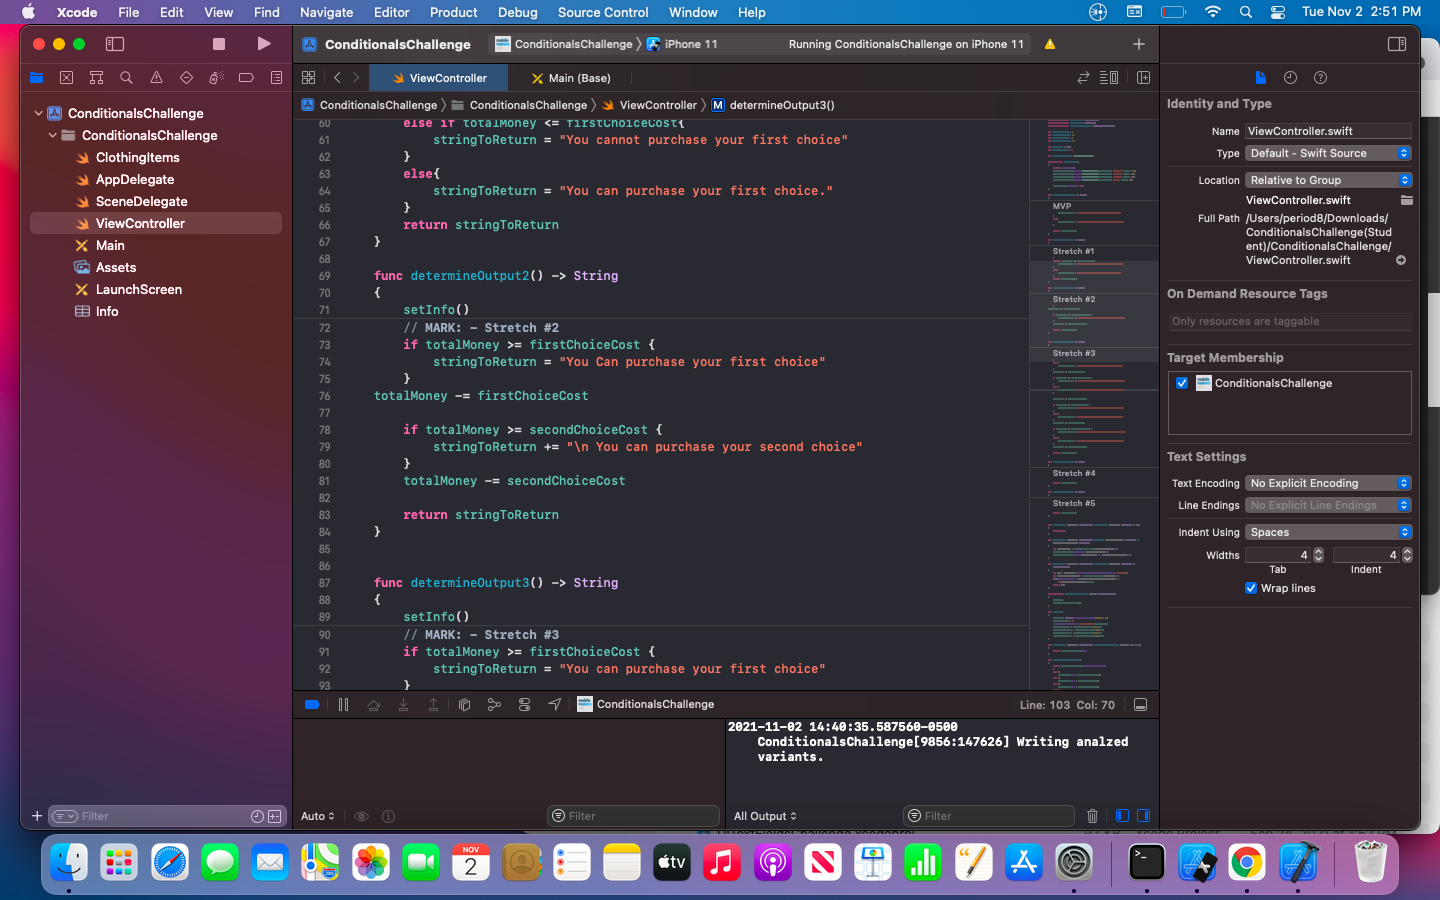 Xcode File Edit View Find Navigate Editor Product Debug Source Control Window Help Tue Nov 2 2:51 PM
ConditionalsChallenge ConditionalsChallenge iPhone 11 Running ConditionalsChallenge on iPhone 11
ViewController Main (Base)
ConditionalsChallenge ConditionalsChallenge ViewController M determineOutput3()
ConditionalsChallenge
ConditionalsChallenge
ClothingItems
AppDelegate
SceneDelegate
ViewController
Main
Assets
LaunchScreen
Info
Filter
60 else if totalMoney <= firstChoiceCost{
61 stringToReturn = "You cannot purchase your first choice"
62 }
63 else{
64 stringToReturn = "You can purchase your first choice."
65 }
66 return stringToReturn
67 }
68
69 func determineOutput2() -> String
70 {
71 setInfo()
72 // MARK: - Stretch #2
73 if totalMoney >= firstChoiceCost {
74 stringToReturn = "You Can purchase your first choice"
75 }
76 totalMoney -= firstChoiceCost
77
78 if totalMoney >= secondChoiceCost {
79 stringToReturn += "\n You can purchase your second choice"
80 }
81 totalMoney -= secondChoiceCost
82
83 return stringToReturn
84 }
85
86
87 func determineOutput3() -> String
88 {
89 setInfo()
90 // MARK: - Stretch #3
91 if totalMoney >= firstChoiceCost {
92 stringToReturn = "You can purchase your first choice"
93 }
MVP
Stretch #1
Stretch #2
Stretch #3
Stretch #4
Stretch #5
ConditionalsChallenge Line: 103 Col: 70
2021-11-02 14:40:35.587560-0500
ConditionalsChallenge[9856:147626] Writing analzed
variants.
Auto Filter All Output Filter
Identity and Type
Name ViewController.swift
Type Default - Swift Source
Location Relative to Group
ViewController.swift
Full Path /Users/period8/Downloads/
ConditionalsChallenge(Stud
ent)/ConditionalsChallenge/
ViewController.swift
On Demand Resource Tags
Only resources are taggable
Target Membership
ConditionalsChallenge
Text Settings
Text Encoding No Explicit Encoding
Line Endings No Explicit Line Endings
Indent Using Spaces
Widths 4 4
Tab Indent
Wrap lines
NOV
2
tv